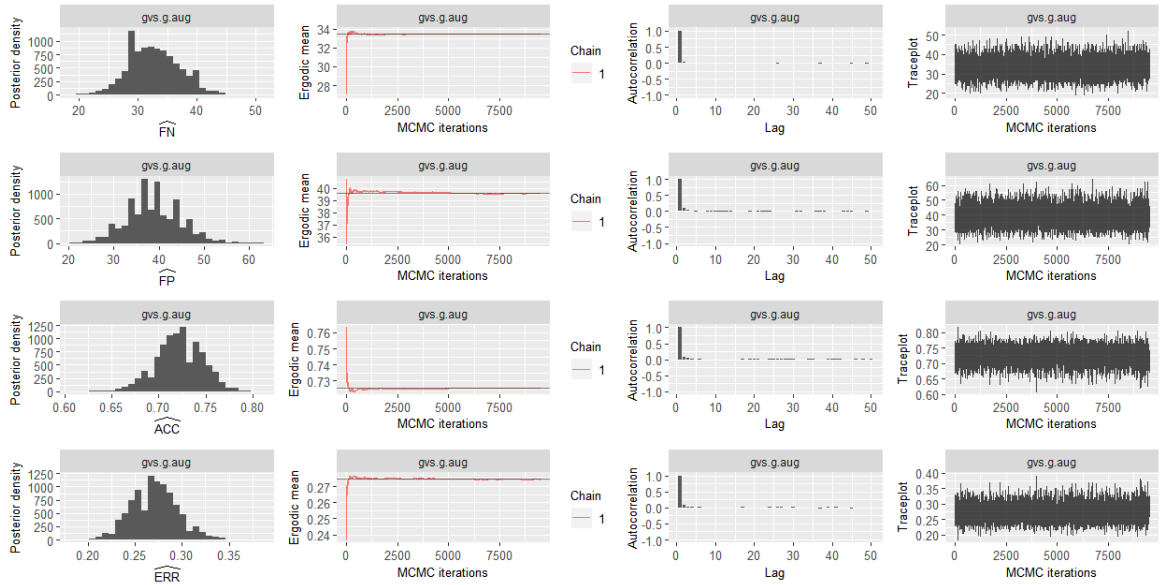 gvs.g.aug
Posterior density
1000
750
500
250
0
20 30 40 50
FN
gvs.g.aug
Ergodic mean
34
32
30
28
0 2500 5000 7500
MCMC iterations
Chain
1
gvs.g.aug
Autocorrelation
1.0
0.5
0.0
-0.5
-1.0
0 10 20 30 40 50
Lag
gvs.g.aug
Traceplot
50
40
30
20
0 2500 5000 7500
MCMC iterations
gvs.g.aug
Posterior density
1000
500
0
20 30 40 50 60
FP
gvs.g.aug
Ergodic mean
40
39
38
37
36
0 2500 5000 7500
MCMC iterations
Chain
1
gvs.g.aug
Autocorrelation
1.0
0.5
0.0
-0.5
-1.0
0 10 20 30 40 50
Lag
gvs.g.aug
Traceplot
60
50
40
30
20
0 2500 5000 7500
MCMC iterations
gvs.g.aug
Posterior density
1250
1000
750
500
250
0
0.60 0.65 0.70 0.75 0.80
ACC
gvs.g.aug
Ergodic mean
0.76
0.75
0.74
0.73
0 2500 5000 7500
MCMC iterations
Chain
1
gvs.g.aug
Autocorrelation
1.0
0.5
0.0
-0.5
-1.0
0 10 20 30 40 50
Lag
gvs.g.aug
Traceplot
0.80
0.75
0.70
0.65
0.60
0 2500 5000 7500
MCMC iterations
gvs.g.aug
Posterior density
1250
1000
750
500
250
0
0.20 0.25 0.30 0.35
ERR
gvs.g.aug
Ergodic mean
0.27
0.26
0.25
0.24
0 2500 5000 7500
MCMC iterations
Chain
1
gvs.g.aug
Autocorrelation
1.0
0.5
0.0
-0.5
-1.0
0 10 20 30 40 50
Lag
gvs.g.aug
Traceplot
0.40
0.35
0.30
0.25
0.20
0 2500 5000 7500
MCMC iterations